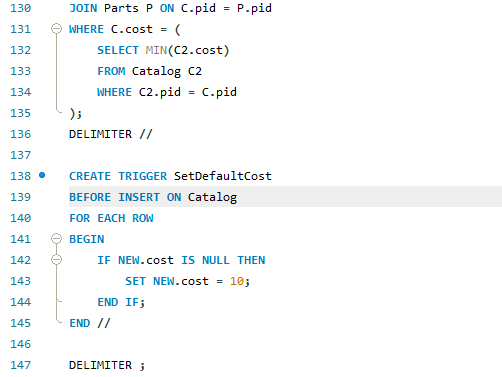 130 JOIN Parts P ON C.pid = P.pid
131 WHERE C.cost = (
132 SELECT MIN(C2.cost)
133 FROM Catalog C2
134 WHERE C2.pid = C.pid
135 );
136 DELIMITER //
137
138 CREATE TRIGGER SetDefaultCost
139 BEFORE INSERT ON Catalog
140 FOR EACH ROW
141 BEGIN
142 IF NEW.cost IS NULL THEN
143 SET NEW.cost = 10;
144 END IF;
145 END //
146
147 DELIMITER ;